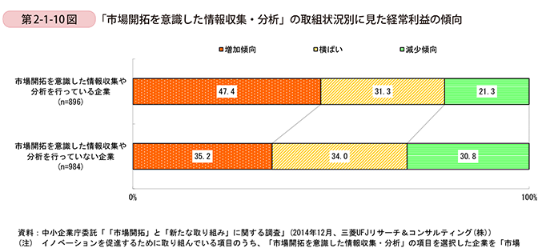 第2-1-10図 「市場開拓を意識した情報収集・分析」の取組状況別に見た経常利益の傾向
増加傾向 横ばい 減少傾向
市場開拓を意識した情報収集や
分析を行っている企業
(n=896)
47.4 31.3 21.3
市場開拓を意識した情報収集や
分析を行っていない企業
(n=984)
35.2 34.0 30.8
0% 100%
資料：中小企業庁委託「「市場開拓」と「新たな取り組み」に関する調査」(2014年12月、三菱UFJリサーチ&コンサルティング(株))
(注) イノベーションを促進するために取り組んでいる項目のうち、「市場開拓を意識した情報収集・分析」の項目を選択した企業を「市場